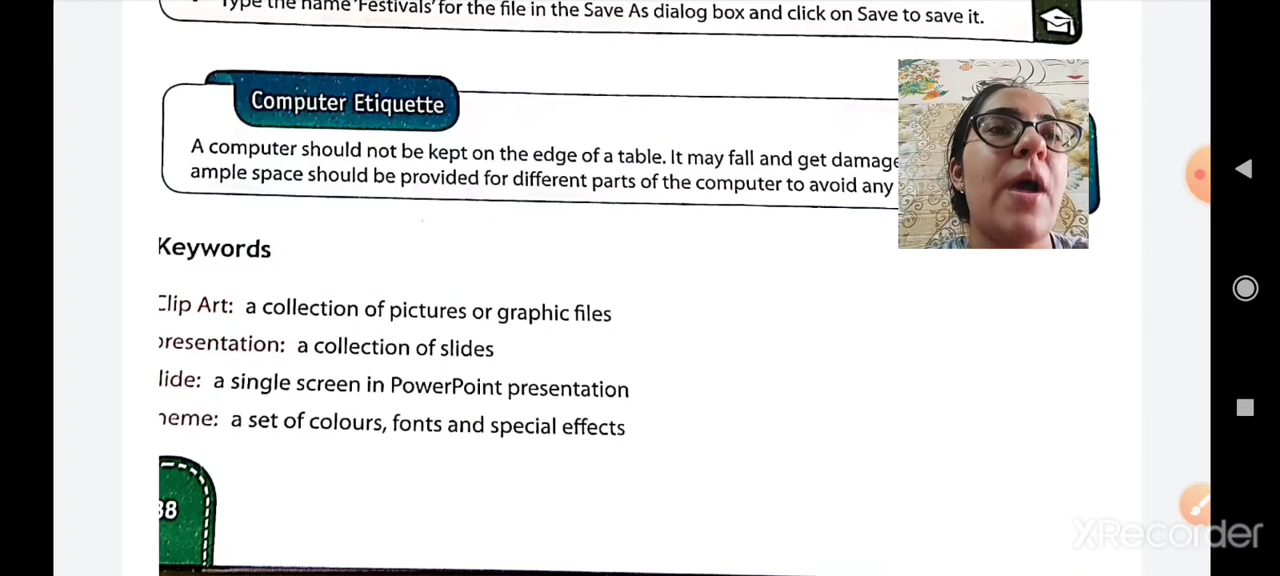 Type the name 'Festivals' for the file in the Save As dialog box and click on Save to save it.
Computer Etiquette
A computer should not be kept on the edge of a table. It may fall and get damage
ample space should be provided for different parts of the computer to avoid any
Keywords
Clip Art: a collection of pictures or graphic files
presentation: a collection of slides
lide: a single screen in PowerPoint presentation
heme: a set of colours, fonts and special effects
38
XRecorder